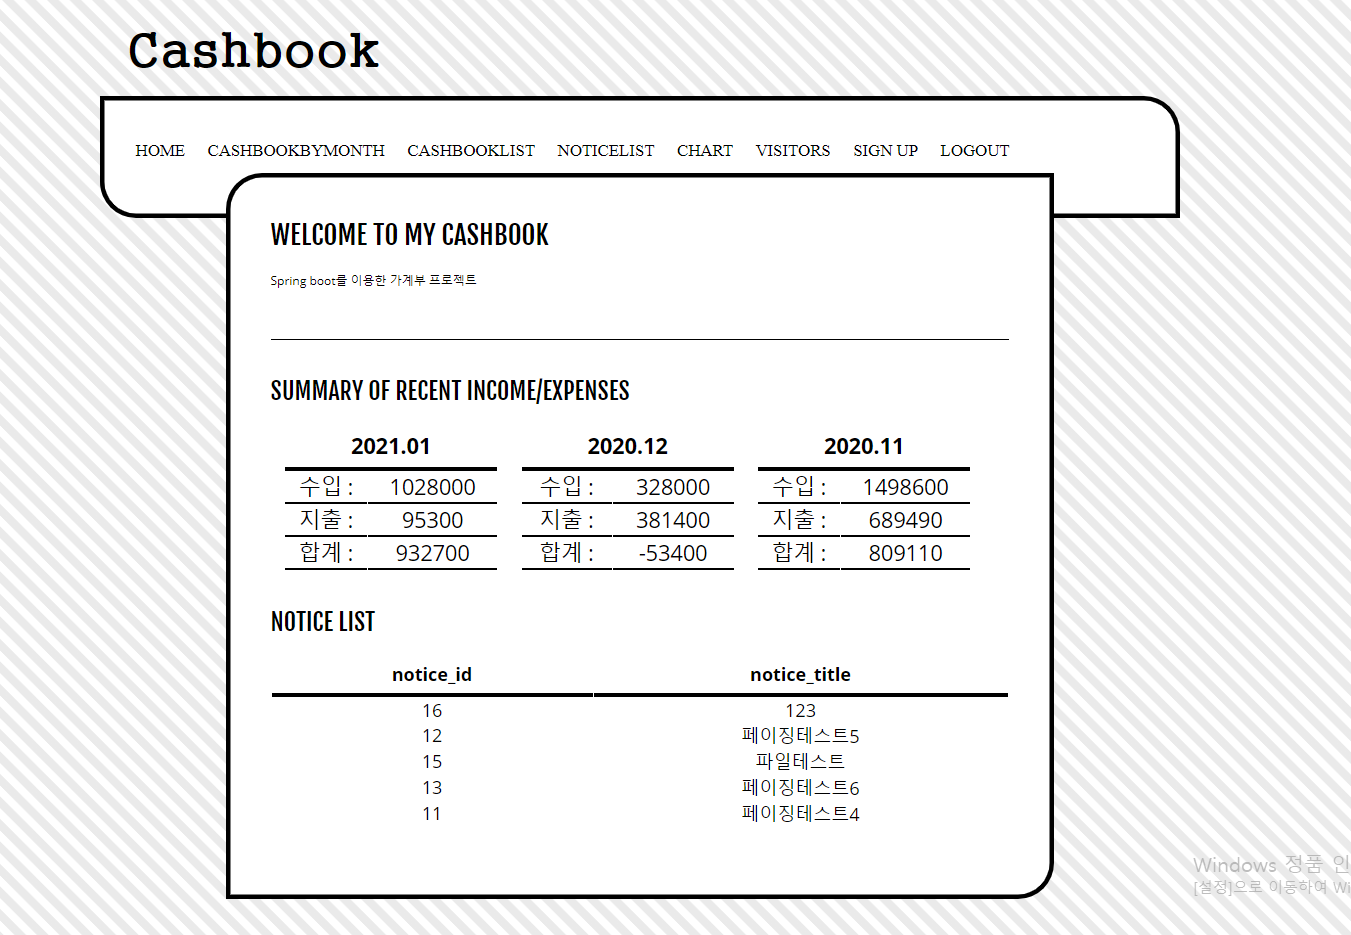 Cashbook
HOME CASHBOOKBYMONTH CASHBOOKLIST NOTICELIST CHART VISITORS SIGN UP LOGOUT
WELCOME TO MY CASHBOOK
Spring boot를 이용한 가계부 프로젝트
SUMMARY OF RECENT INCOME/EXPENSES
2021.01 2020.12 2020.11
수입 : 1028000 수입 : 328000 수입 : 1498600
지출 : 95300 지출 : 381400 지출 : 689490
합계 : 932700 합계 : -53400 합계 : 809110
NOTICE LIST
notice_id notice_title
16 123
12 페이징테스트5
15 파일테스트
13 페이징테스트6
11 페이징테스트4
Windows 정품 인
[설정]으로 이동하여 Wi